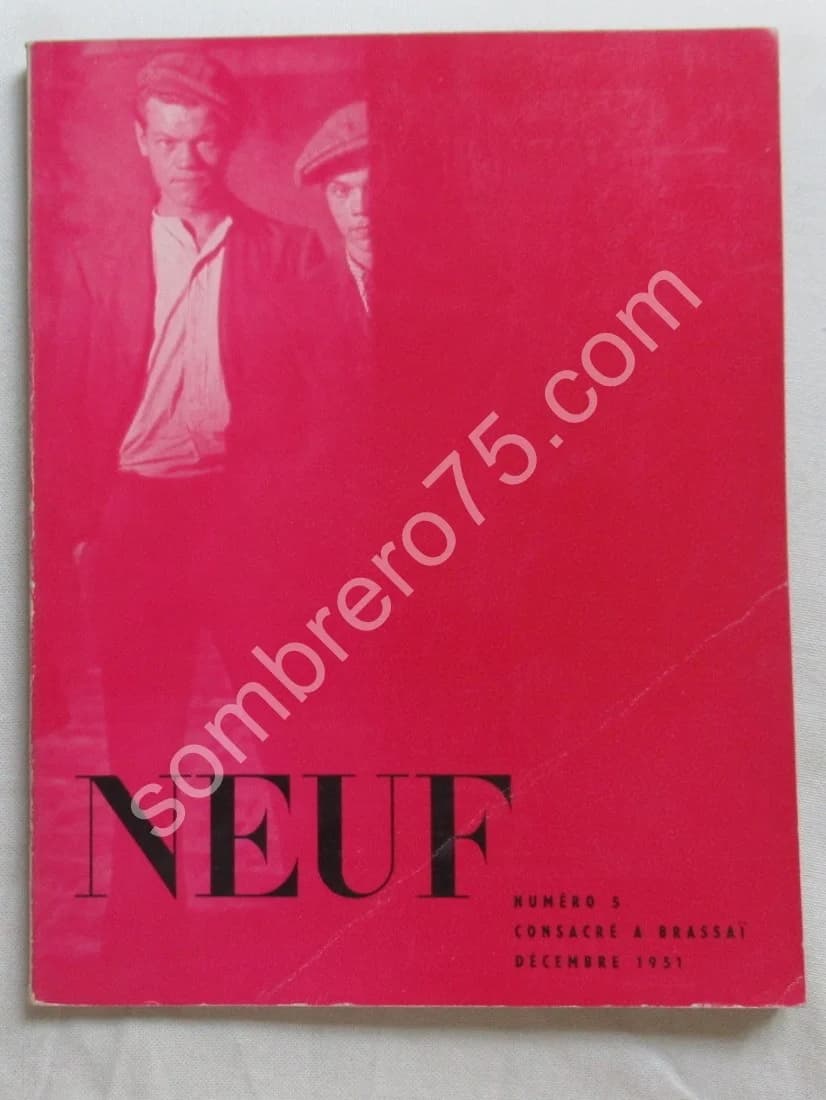 sombrero75.com
NEUF
NUMÉRO 5
CONSACRÉ A BRASSAÏ
DÉCEMBRE 1951